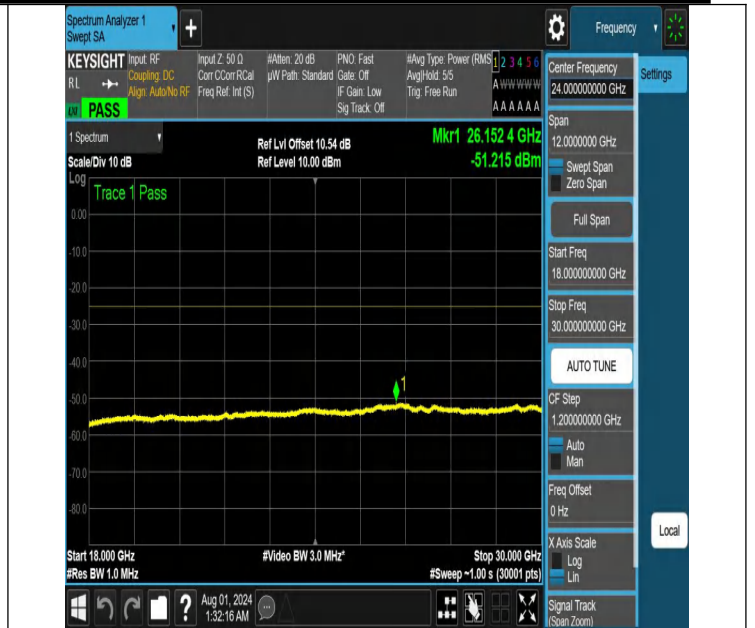 Spectrum Analyzer 1
Swept SA
+
Frequency
KEYSIGHT
RL
PASS
Input: RF
Coupling: DC
Align: Auto/No RF
Input Z: 50 Ω
Corr CCorr RCal
Freq Ref: Int (S)
#Atten: 20 dB
µW Path: Standard
PNO: Fast
Gate: Off
IF Gain: Low
Sig Track: Off
#Avg Type: Power (RMS
Avg|Hold: 5/5
Trig: Free Run
1 2 3 4 5 6
A W W W W W
A A A A A A
1 Spectrum
Scale/Div 10 dB
Log
Ref Lvl Offset 10.54 dB
Ref Level 10.00 dBm
Mkr1 26.152 4 GHz
-51.215 dBm
Trace 1 Pass
0.00
-10.0
-20.0
-30.0
-40.0
-50.0
-60.0
-70.0
-80.0
1
Start 18.000 GHz
#Res BW 1.0 MHz
#Video BW 3.0 MHz*
Stop 30.000 GHz
#Sweep ~1.00 s (30001 pts)
Center Frequency
24.000000000 GHz
Settings
Span
12.0000000 GHz
Swept Span
Zero Span
Full Span
Start Freq
18.000000000 GHz
Stop Freq
30.000000000 GHz
AUTO TUNE
CF Step
1.200000000 GHz
Auto
Man
Freq Offset
0 Hz
X Axis Scale
Log
Lin
Local
Signal Track
(Span Zoom)
?
Aug 01, 2024
1:32:16 AM